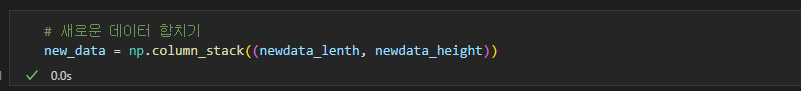 # 새로운 데이터 합치기
new_data = np.column_stack((newdata_lenth, newdata_height))
0.0s